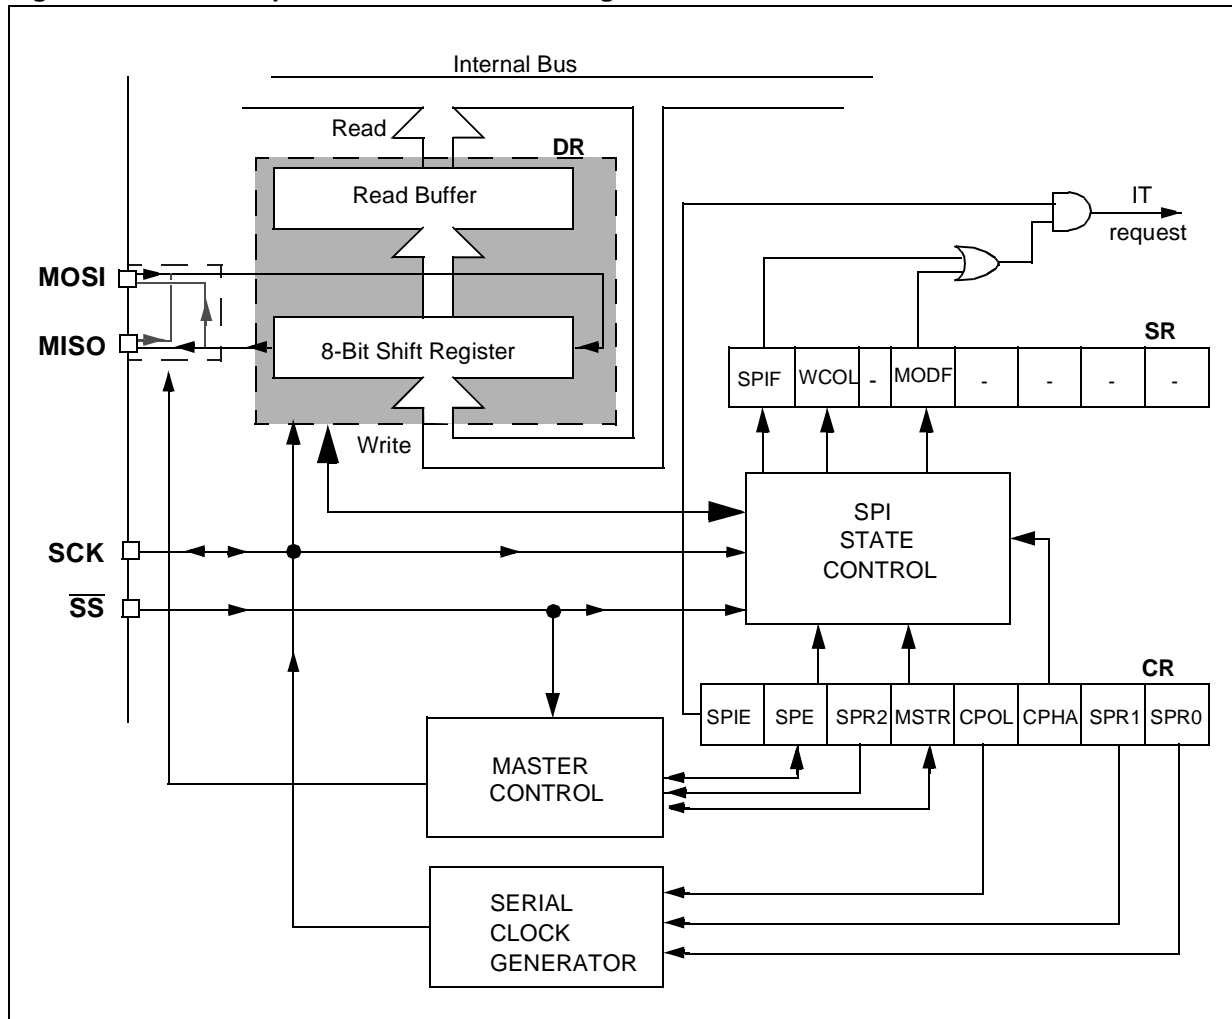 Internal Bus
Read
DR
Read Buffer
IT
request
MOSI
MISO
8-Bit Shift Register
SR
SPIF WCOL - MODF - - - -
Write
SPI
STATE
CONTROL
SCK
SS
CR
SPIE SPE SPR2 MSTR CPOL CPHA SPR1 SPR0
MASTER
CONTROL
SERIAL
CLOCK
GENERATOR